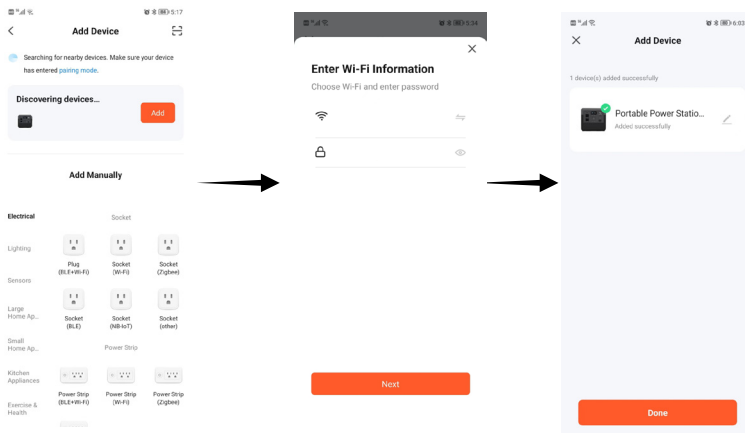 5:17
Add Device
Searching for nearby devices. Make sure your device
has entered pairing mode.
Discovering devices...
Add
Add Manually
Electrical
Socket
Lighting
Plug
(BLE+Wi-Fi)
Socket
(Wi-Fi)
Socket
(Zigbee)
Sensors
Large
Home Ap...
Socket
(BLE)
Socket
(NB-IoT)
Socket
(other)
Small
Home Ap...
Power Strip
Kitchen
Appliances
Power Strip
(BLE+Wi-Fi)
Power Strip
(Wi-Fi)
Power Strip
(Zigbee)
Exercise &
Health
5:34
Enter Wi-Fi Information
Choose Wi-Fi and enter password
Next
6:03
Add Device
1 device(s) added successfully
Portable Power Statio...
Added successfully
Done